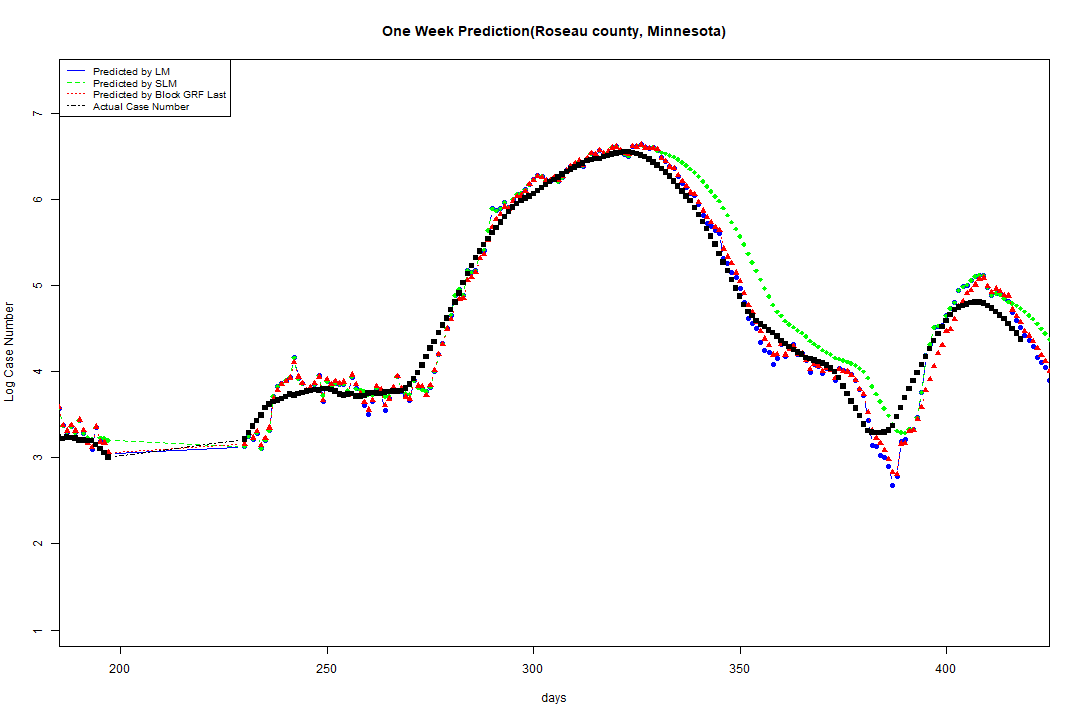 One Week Prediction(Roseau county, Minnesota)
Predicted by LM
Predicted by SLM
Predicted by Block GRF Last
Actual Case Number
Log Case Number
7
6
5
4
3
2
1
200 250 300 350 400
days